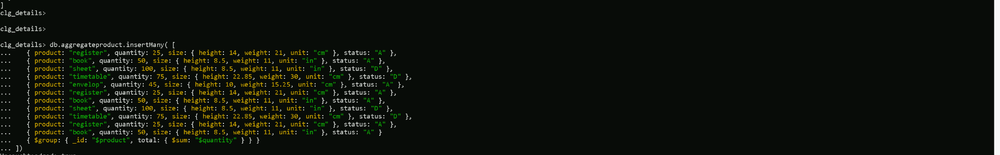 ]
clg_details>
clg_details>
clg_details> db.aggregateproduct.insertMany( [
...    { product: "register", quantity: 25, size: { height: 14, weight: 21, unit: "cm" }, status: "A" },
...    { product: "book", quantity: 50, size: { height: 8.5, weight: 11, unit: "in" }, status: "A" },
...    { product: "sheet", quantity: 100, size: { height: 8.5, weight: 11, unit: "in" }, status: "D" },
...    { product: "timetable", quantity: 75, size: { height: 22.85, weight: 30, unit: "cm" }, status: "D" },
...    { product: "envelop", quantity: 45, size: { height: 10, weight: 15.25, unit: "cm" }, status: "A" },
...    { product: "register", quantity: 25, size: { height: 14, weight: 21, unit: "cm" }, status: "A" },
...    { product: "book", quantity: 50, size: { height: 8.5, weight: 11, unit: "in" }, status: "A" },
...    { product: "sheet", quantity: 100, size: { height: 8.5, weight: 11, unit: "in" }, status: "D" },
...    { product: "timetable", quantity: 75, size: { height: 22.85, weight: 30, unit: "cm" }, status: "D" },
...    { product: "register", quantity: 25, size: { height: 14, weight: 21, unit: "cm" }, status: "A" },
...    { product: "book", quantity: 50, size: { height: 8.5, weight: 11, unit: "in" }, status: "A" }
...    { $group: { _id: "$product", total: { $sum: "$quantity" } } }
... ])